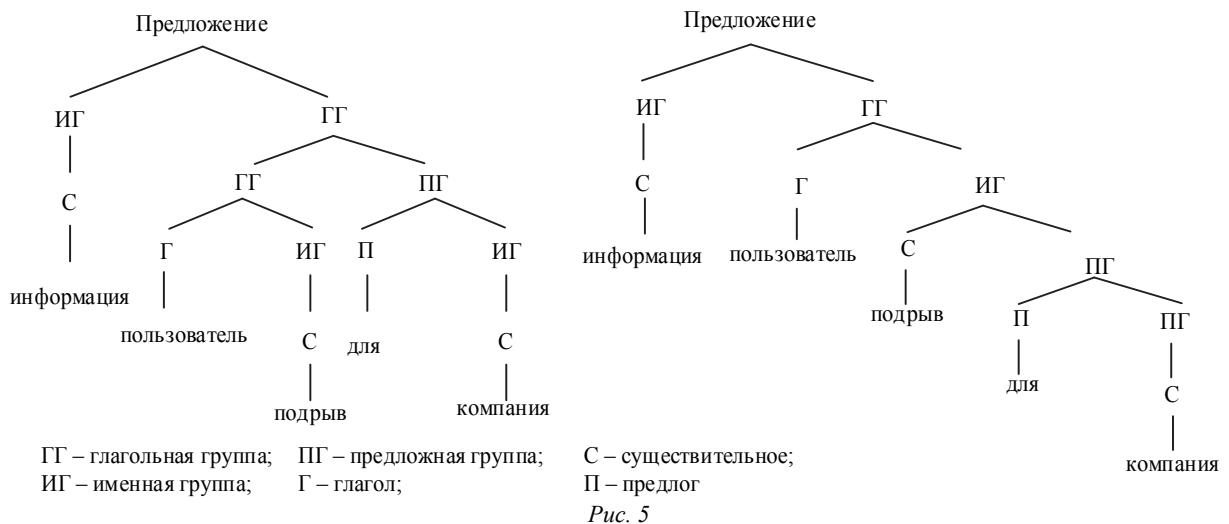 Предложение Предложение
ИГ ГГ ИГ ГГ
ГГ ПГ Г ИГ
С С
Г ИГ П ИГ С ПГ
информация информация пользователь
пользователь С для С подрыв П ПГ
подрыв компания для С
компания
ГГ – глагольная группа; ПГ – предложная группа; С – существительное;
ИГ – именная группа; Г – глагол; П – предлог
Рис. 5